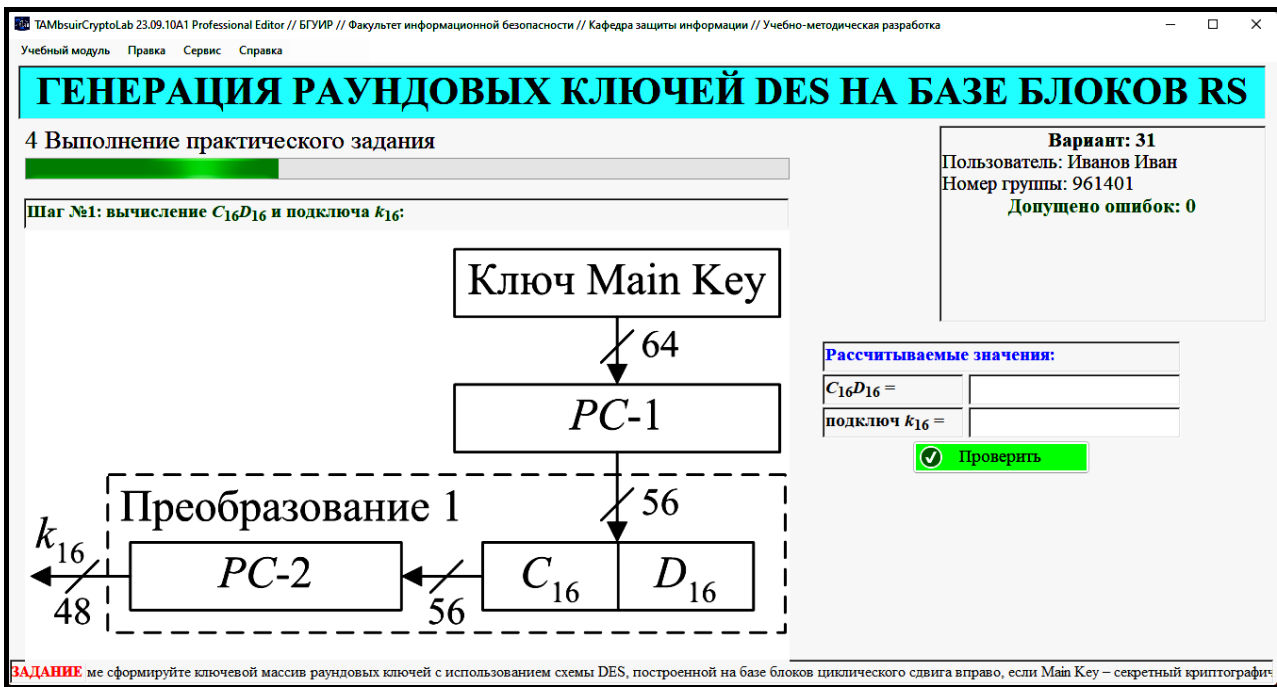 TAMbsuirCryptoLab 23.09.10A1 Professional Editor // БГУИР // Факультет информационной безопасности // Кафедра защиты информации // Учебно-методическая разработка
Учебный модуль Правка Сервис Справка
ГЕНЕРАЦИЯ РАУНДОВЫХ КЛЮЧЕЙ DES НА БАЗЕ БЛОКОВ RS
4 Выполнение практического задания
Вариант: 31
Пользователь: Иванов Иван
Номер группы: 961401
Допущено ошибок: 0
Шаг №1: вычисление C16D16 и подключа k16:
Ключ Main Key
64
PC-1
56
Преобразование 1
k16
48
PC-2
56
C16
D16
Рассчитываемые значения:
C16D16 =
подключ k16 =
Проверить
ЗАДАНИЕ ме сформируйте ключевой массив раундовых ключей с использованием схемы DES, построенной на базе блоков циклического сдвига вправо, если Main Key – секретный криптографич